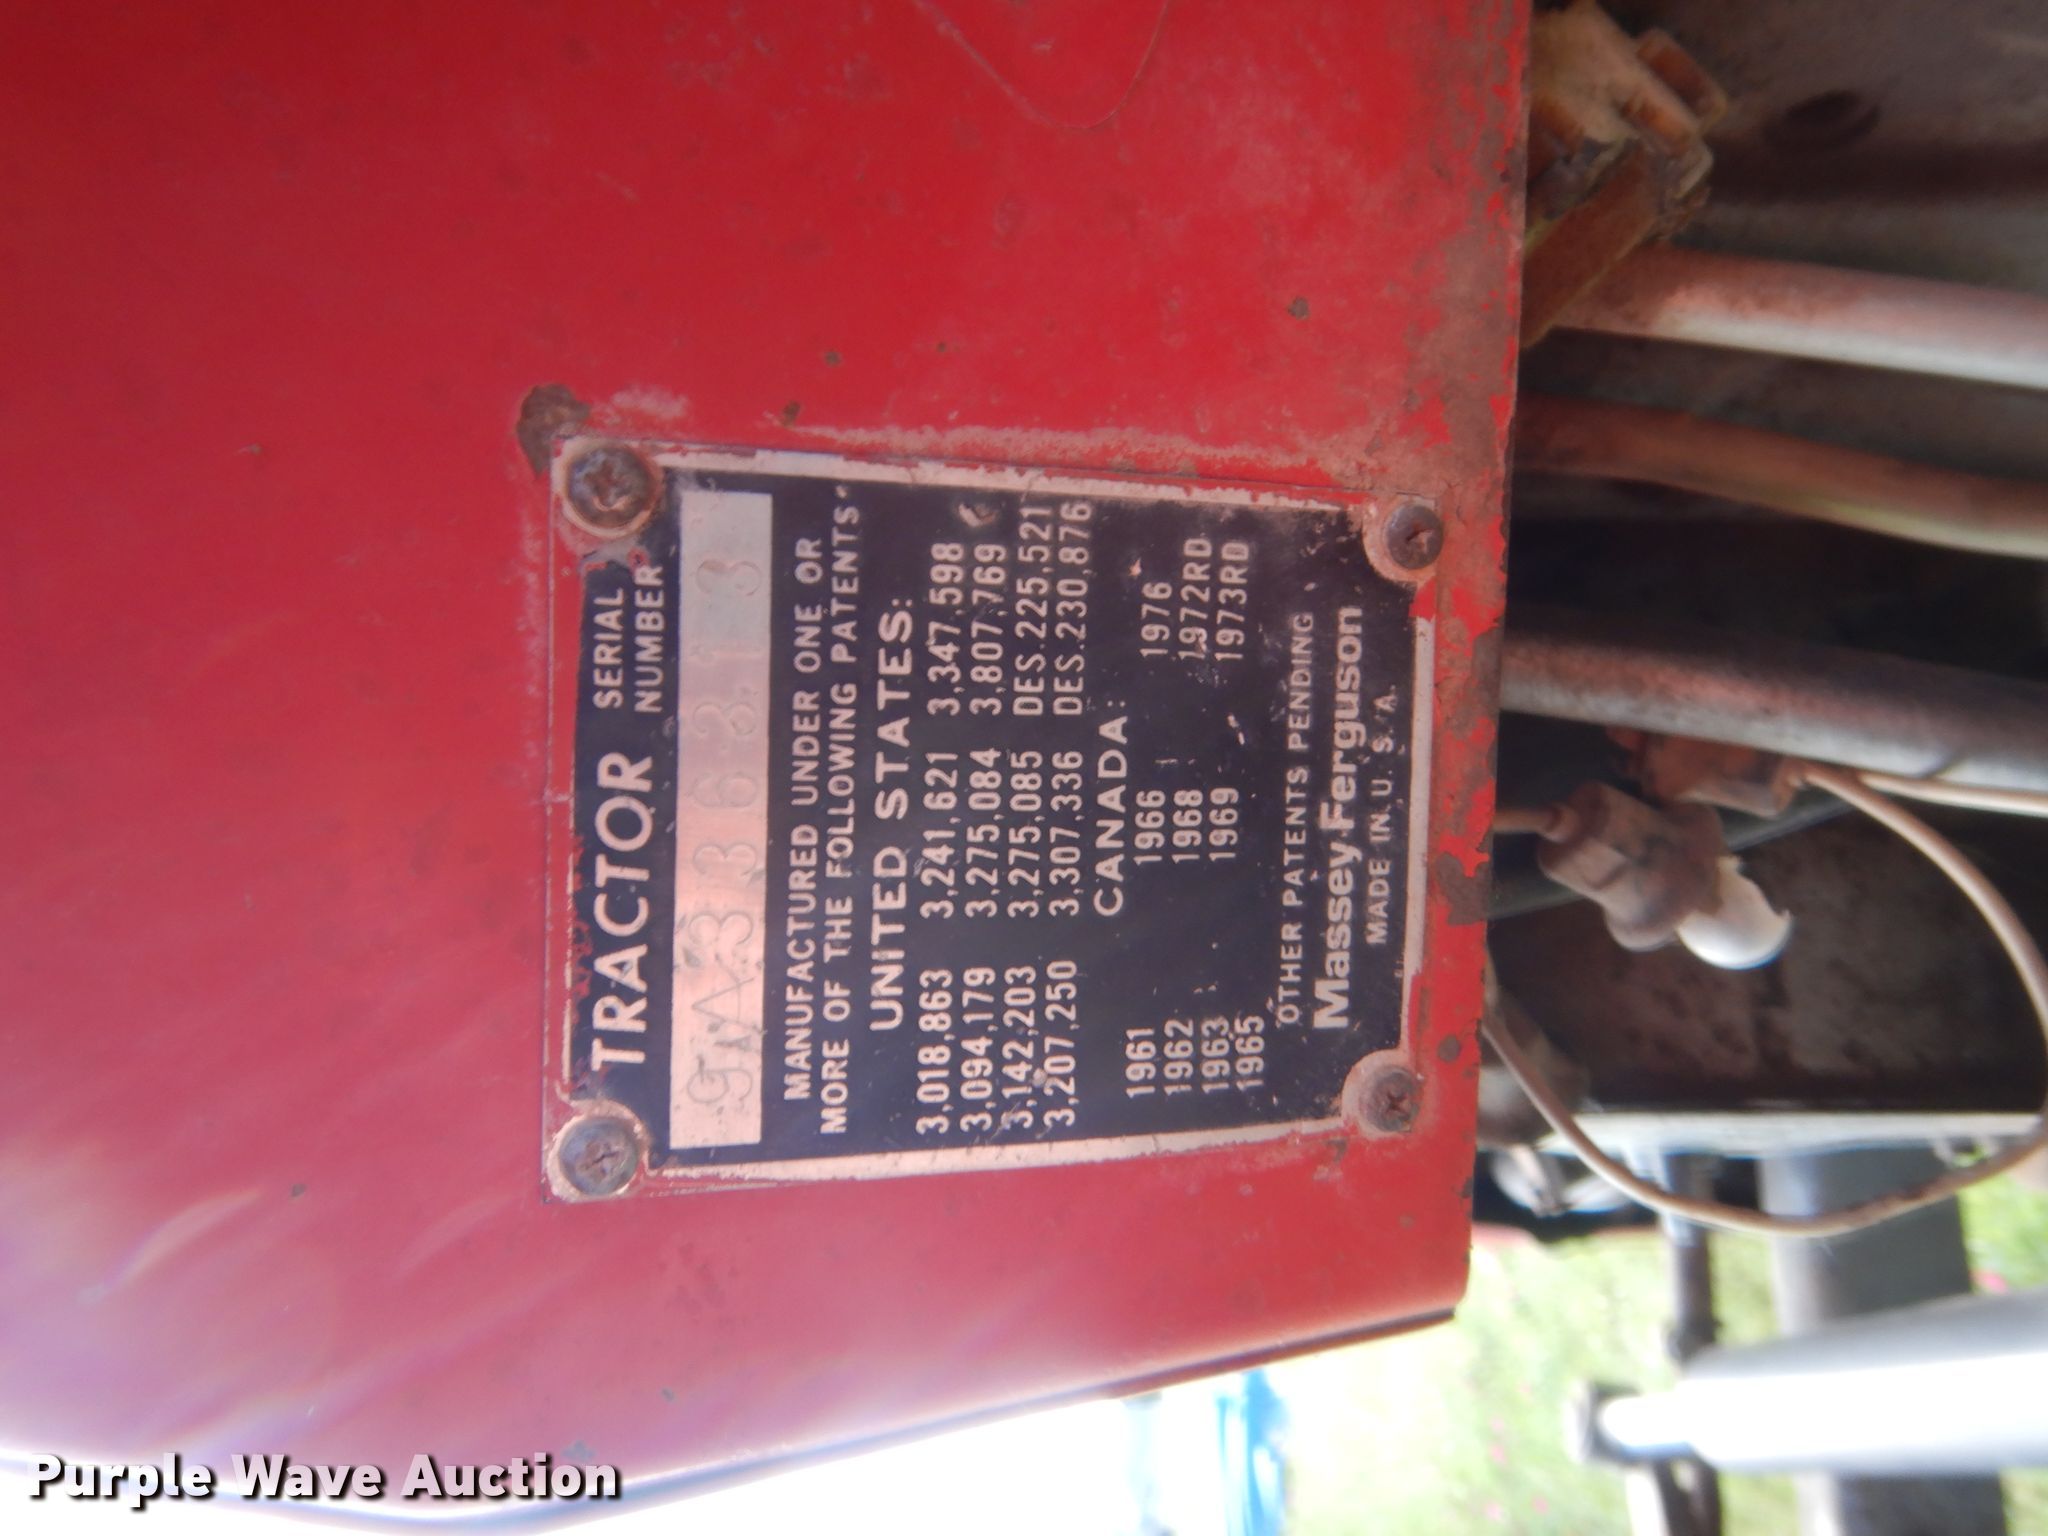 TRACTOR SERIAL NUMBER
9A336313
MANUFACTURED UNDER ONE OR
MORE OF THE FOLLOWING PATENTS
UNITED STATES:
3,018,863 3,241,621 3,347,598
3,094,179 3,275,084 3,807,769
3,142,203 3,275,085 DES.225,521
3,207,250 3,307,336 DES.230,876
CANADA:
1961 1966 1976
1962 1968 1972RD
1963 1969 1973RD
1965
OTHER PATENTS PENDING
Massey-Ferguson
MADE IN U.S.A.
Purple Wave Auction